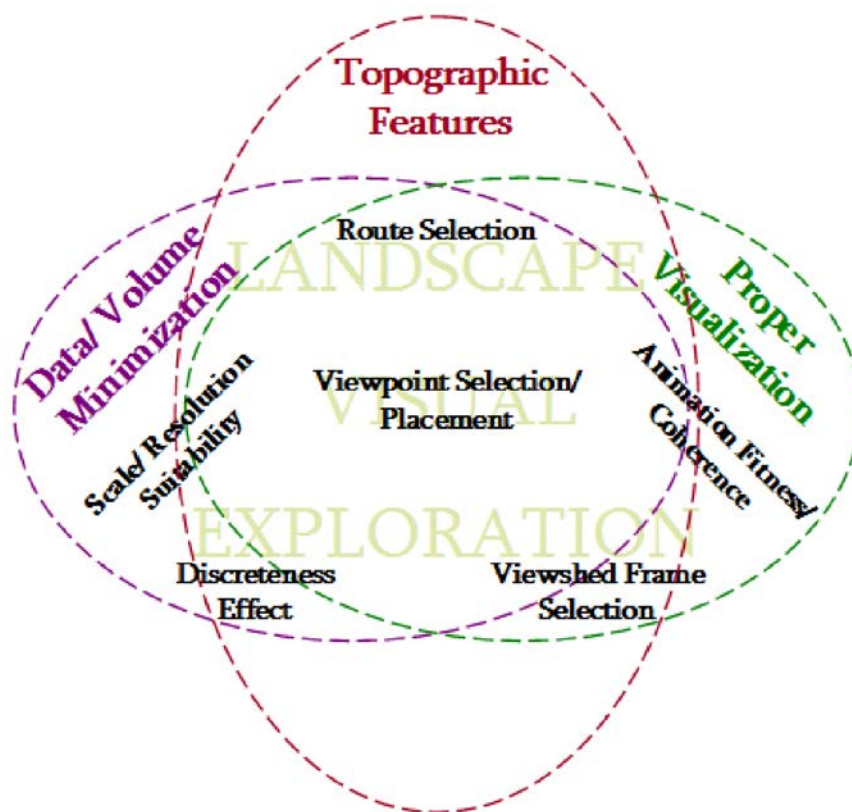 Topographic
Features
Route Selection
LANDSCAPE
Data/ Volume
Minimization
Proper
Visualization
Viewpoint Selection/
Placement
VISUAL
Scale/ Resolution
Suitability
Animation Fitness/
Coherence
EXPLORATION
Discreteness
Effect
Viewshed Frame
Selection